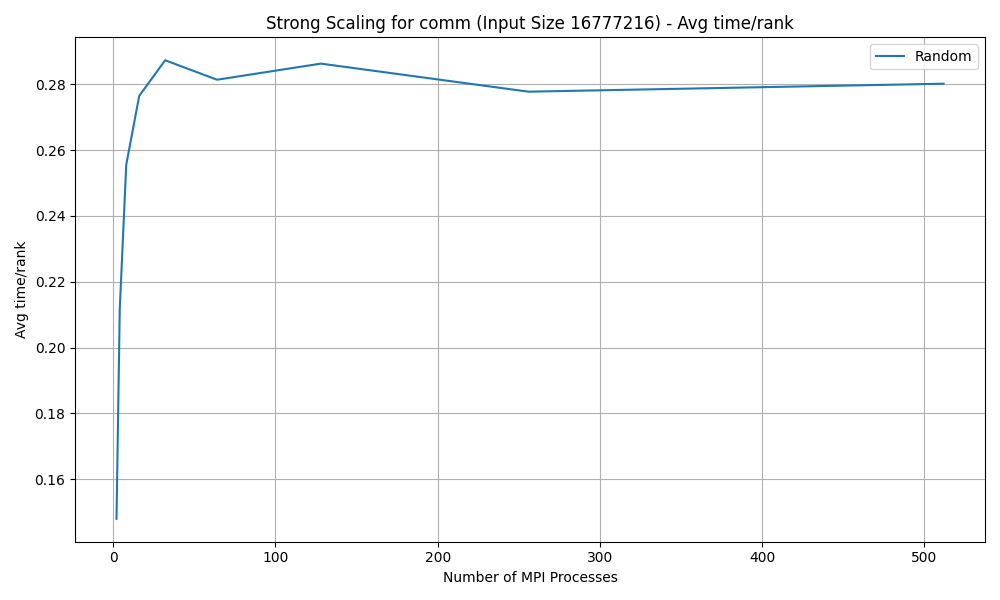 Strong Scaling for comm (Input Size 16777216) - Avg time/rank
Random
0.28
0.26
0.24
0.22
0.20
0.18
0.16
Avg time/rank
0 100 200 300 400 500
Number of MPI Processes